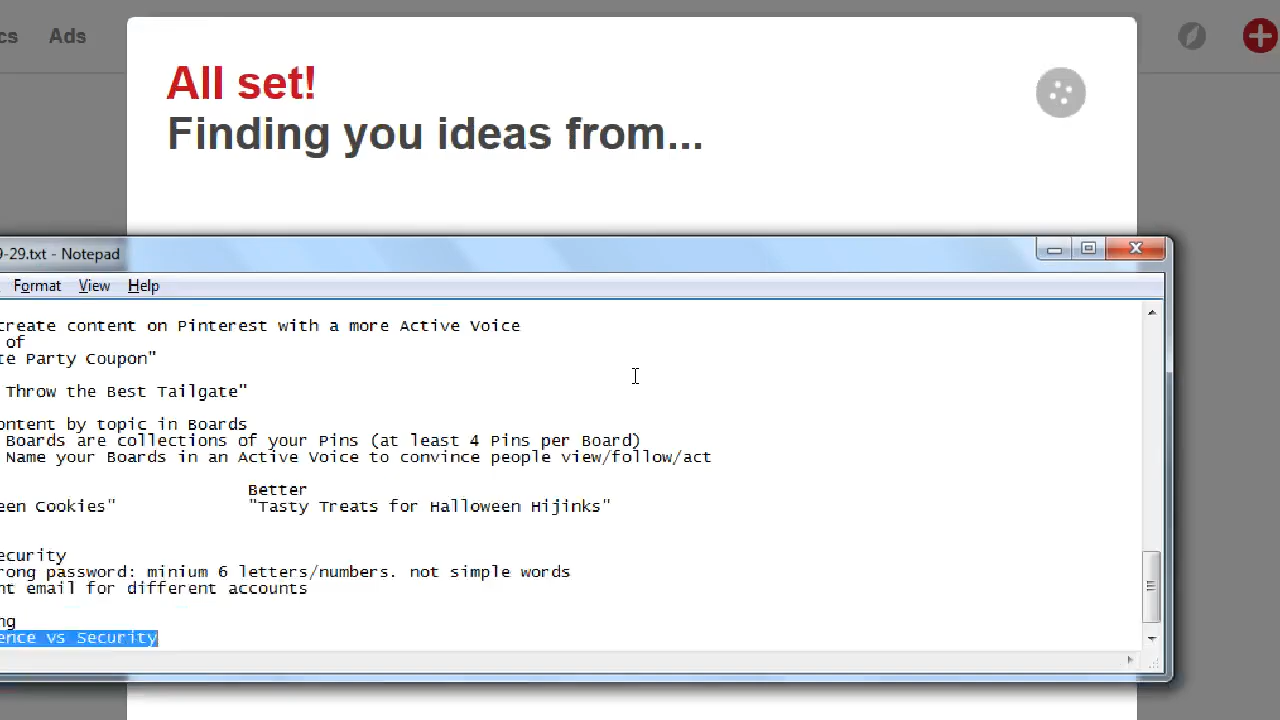 cs Ads
All set!
Finding you ideas from...
9-29.txt - Notepad
Format View Help
create content on Pinterest with a more Active Voice
of
te Party Coupon"
Throw the Best Tailgate"
ontent by topic in Boards
Boards are collections of your Pins (at least 4 Pins per Board)
Name your Boards in an Active Voice to convince people view/follow/act
Better
een Cookies" "Tasty Treats for Halloween Hijinks"
ecurity
rong password: minium 6 letters/numbers. not simple words
nt email for different accounts
ng
ence vs Security